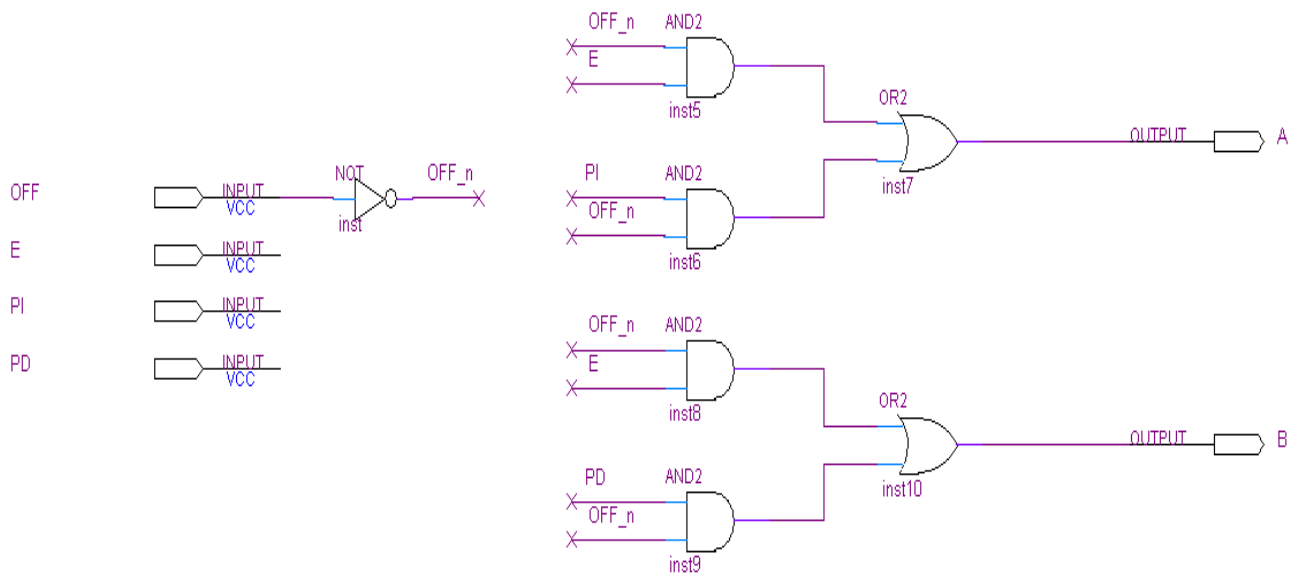 OFF
INPUT
VCC
NOT
inst
OFF_n
E
INPUT
VCC
PI
INPUT
VCC
PD
INPUT
VCC
OFF_n
AND2
E
inst5
PI
AND2
OFF_n
inst6
OR2
inst7
OUTPUT
A
OFF_n
AND2
E
inst8
PD
AND2
OFF_n
inst9
OR2
inst10
OUTPUT
B